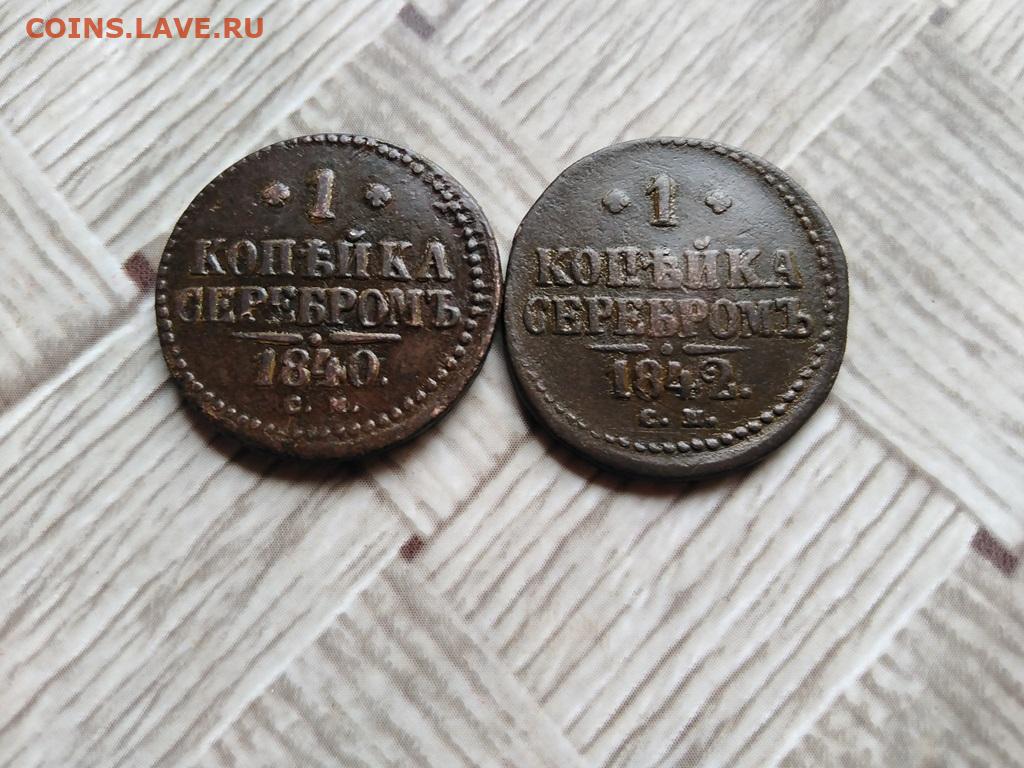 COINS.LAVE.RU
1
КОПѢЙКА
СЕРЕБРОМЪ
1840.
С. М.
1
КОПѢЙКА
СЕРЕБРОМЪ
1842.
С. М.